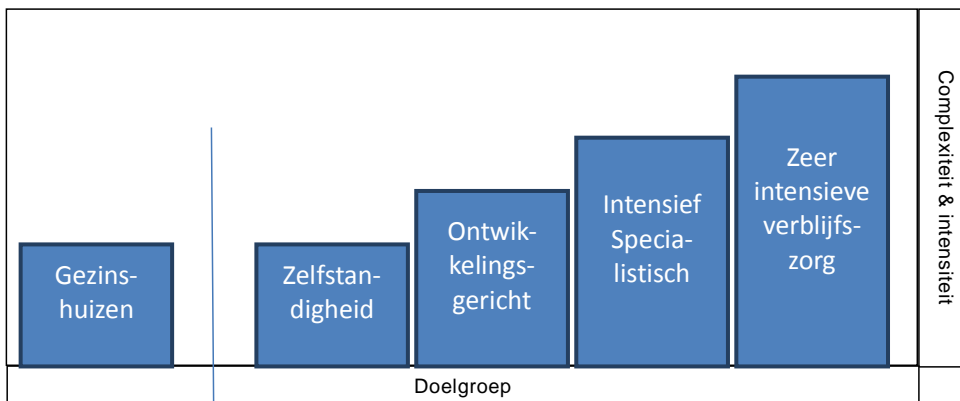 Gezins-
huizen
Zelfstan-
digheid
Ontwik-
kelings-
gericht
Intensief
Specia-
listisch
Zeer
intensieve
verblijfs-
zorg
Complexiteit & intensiteit
Doelgroep